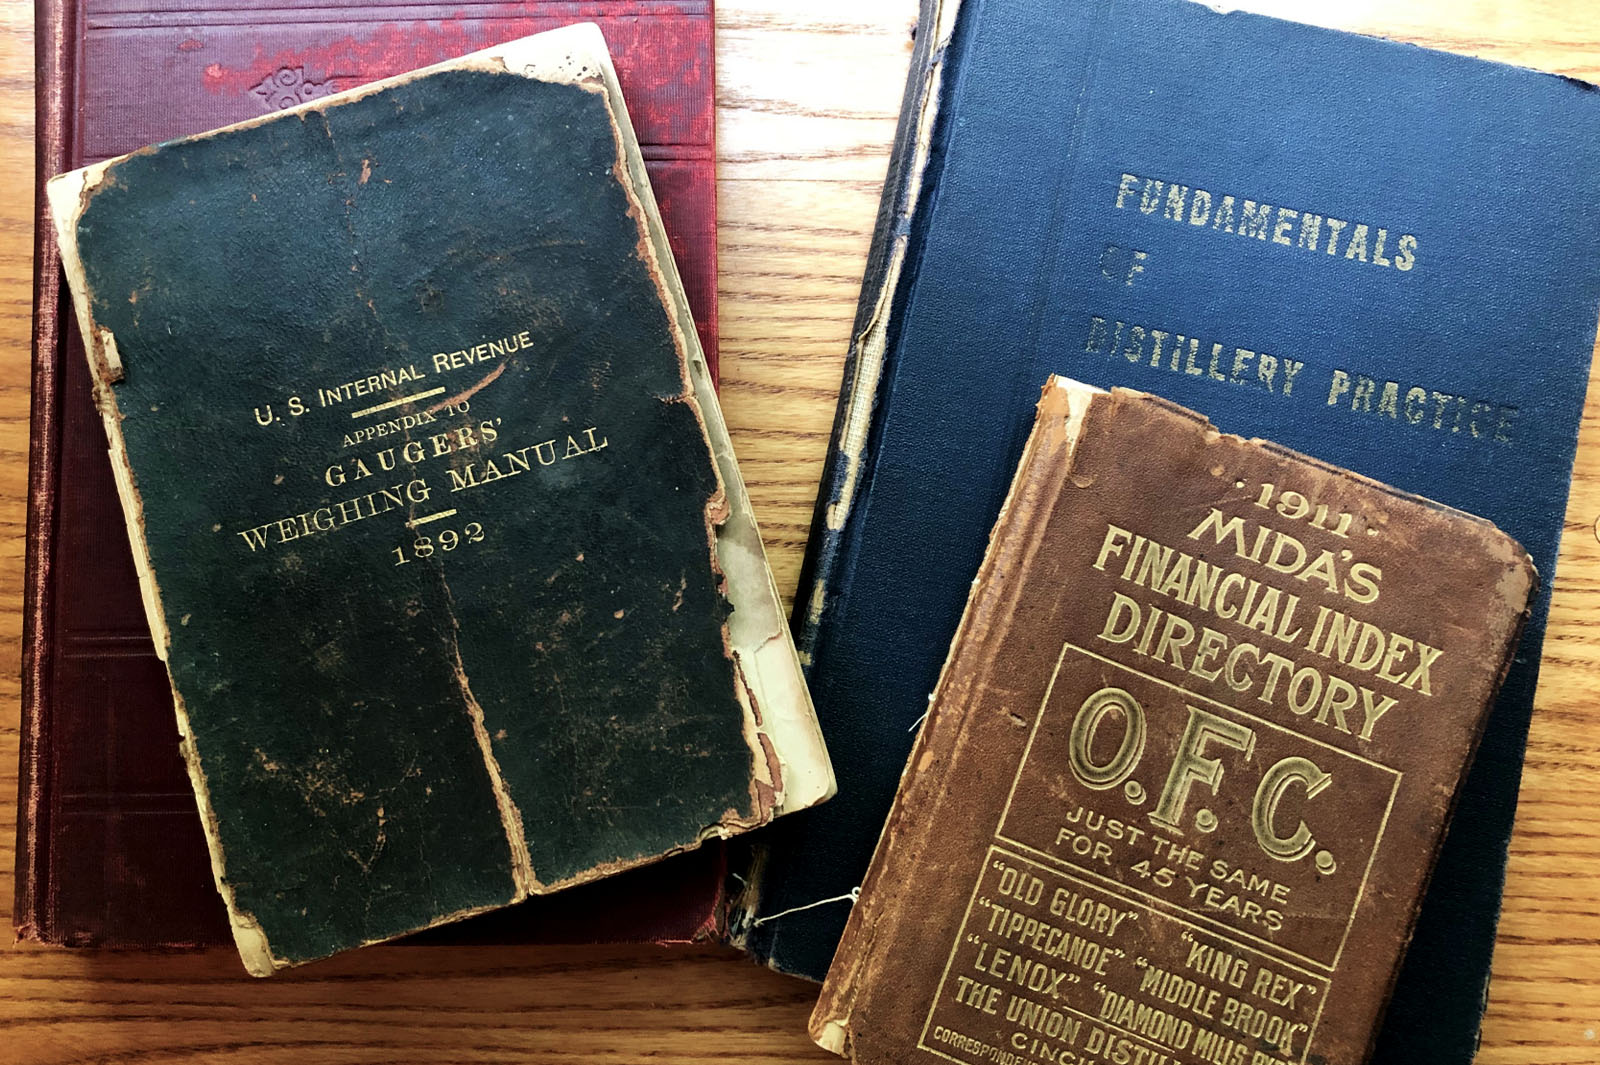 U. S. INTERNAL REVENUE
APPENDIX TO
GAUGERS'
WEIGHING MANUAL
1892
FUNDAMENTALS
OF
DISTILLERY PRACTICE
1911
MIDA'S
FINANCIAL INDEX
DIRECTORY
O.F.C.
JUST THE SAME
FOR 45 YEARS
"OLD GLORY" "KING REX"
"TIPPECANOE" "MIDDLE BROOK"
"LENOX" "DIAMOND MILLS
THE UNION